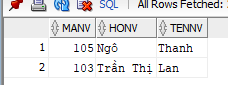 SQL | All Rows Fetched:
MANV HONV TENNV
1 105 Ngô Thanh
2 103 Trần Thị Lan